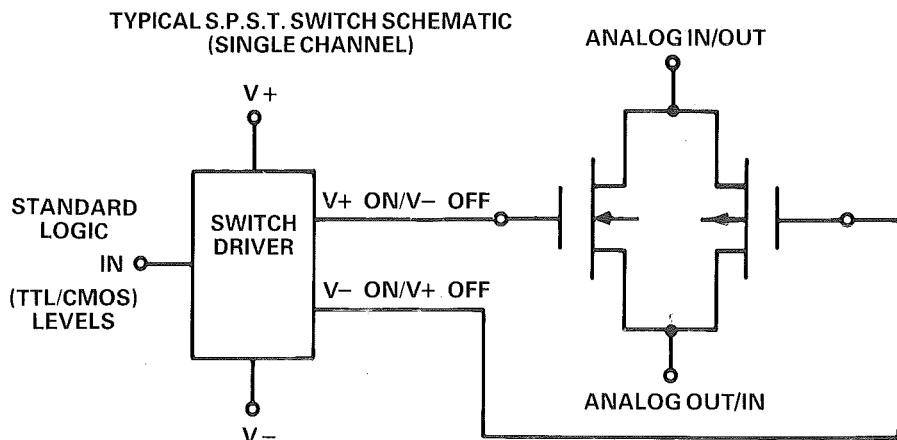 TYPICAL S.P.S.T. SWITCH SCHEMATIC
(SINGLE CHANNEL)
ANALOG IN/OUT
V+
V+ ON/V− OFF
STANDARD
LOGIC
IN
(TTL/CMOS)
LEVELS
SWITCH
DRIVER
V− ON/V+ OFF
ANALOG OUT/IN
V−